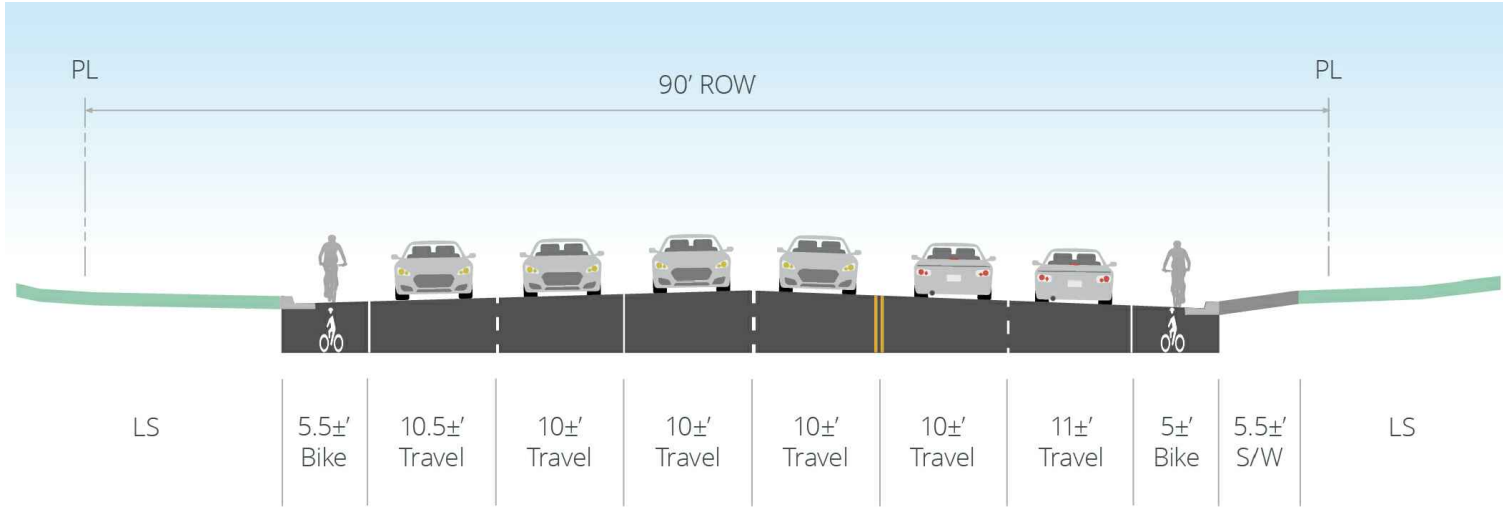 PL
PL
90’ ROW
LS
5.5±’
Bike
10.5±’
Travel
10±’
Travel
10±’
Travel
10±’
Travel
10±’
Travel
11±’
Travel
5±’
Bike
5.5±’
S/W
LS